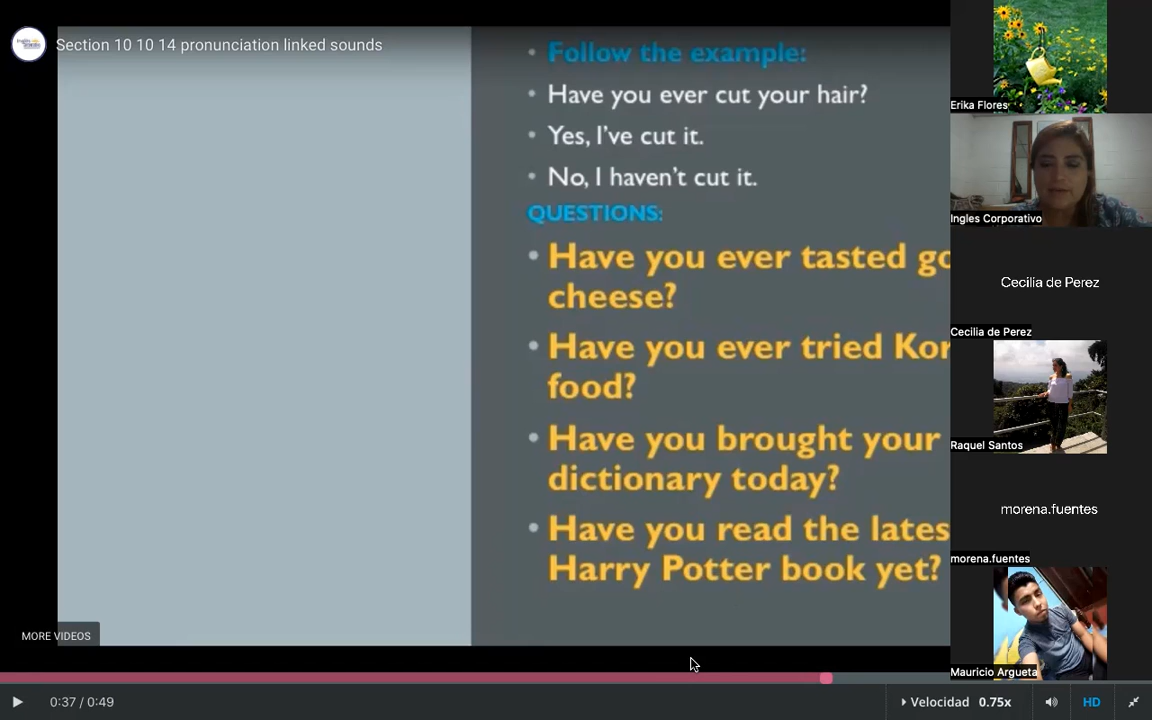 Section 10 10 14 pronunciation linked sounds
Follow the example:
Have you ever cut your hair?
Yes, I've cut it.
No, I haven't cut it.
QUESTIONS:
Have you ever tasted go
cheese?
Have you ever tried Kor
food?
Have you brought your
dictionary today?
Have you read the lates
Harry Potter book yet?
MORE VIDEOS
0:37 / 0:49
Velocidad 0.75x
HD
Erika Flores
Ingles Corporativo
Cecilia de Perez
Cecilia de Perez
Raquel Santos
morena.fuentes
morena.fuentes
Mauricio Argueta